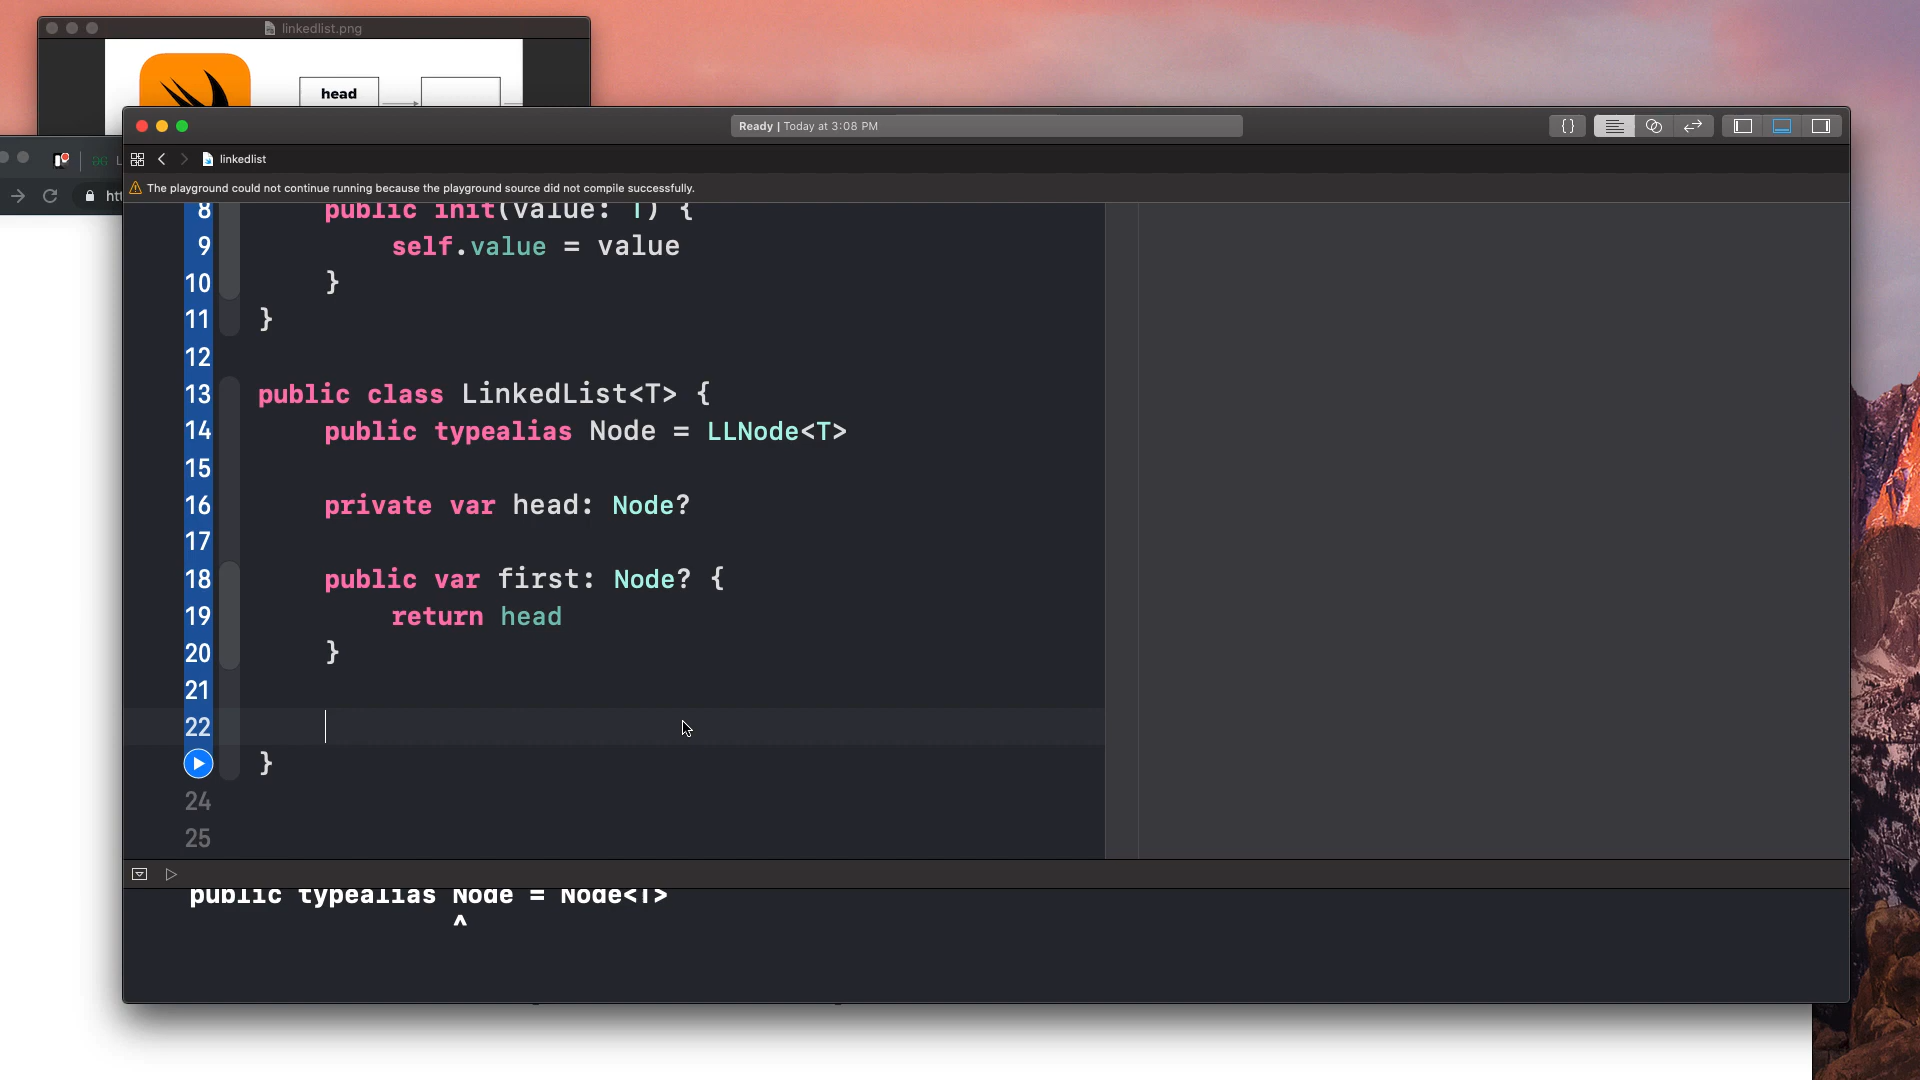 linkedlist.png
head
Ready | Today at 3:08 PM
{}
linkedlist
The playground could not continue running because the playground source did not compile successfully.
8 public init(value: T) {
9 self.value = value
10 }
11 }
12
13 public class LinkedList<T> {
14 public typealias Node = LLNode<T>
15
16 private var head: Node?
17
18 public var first: Node? {
19 return head
20 }
21
22
}
24
25
public typealias Node = Node<T>
^